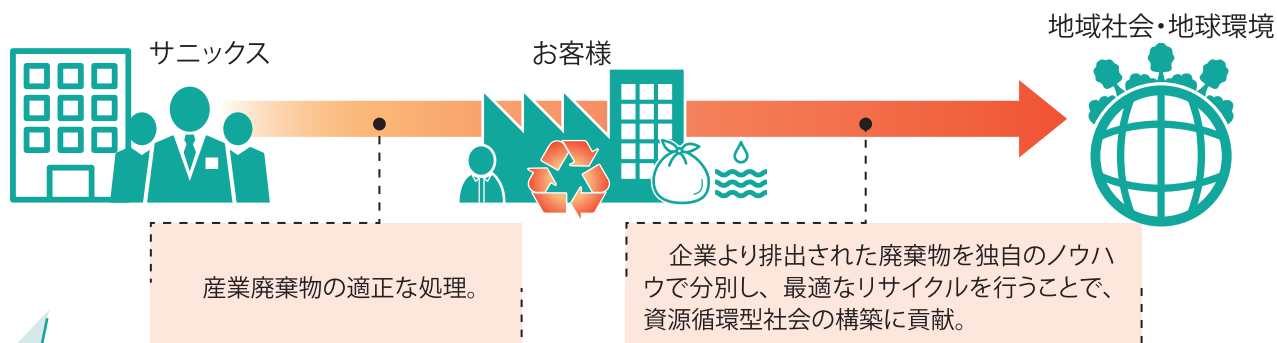 地域社会・地球環境
サニックス
お客様
産業廃棄物の適正な処理。
企業より排出された廃棄物を独自のノウハ
ウで分別し、最適なリサイクルを行うことで、
資源循環型社会の構築に貢献。